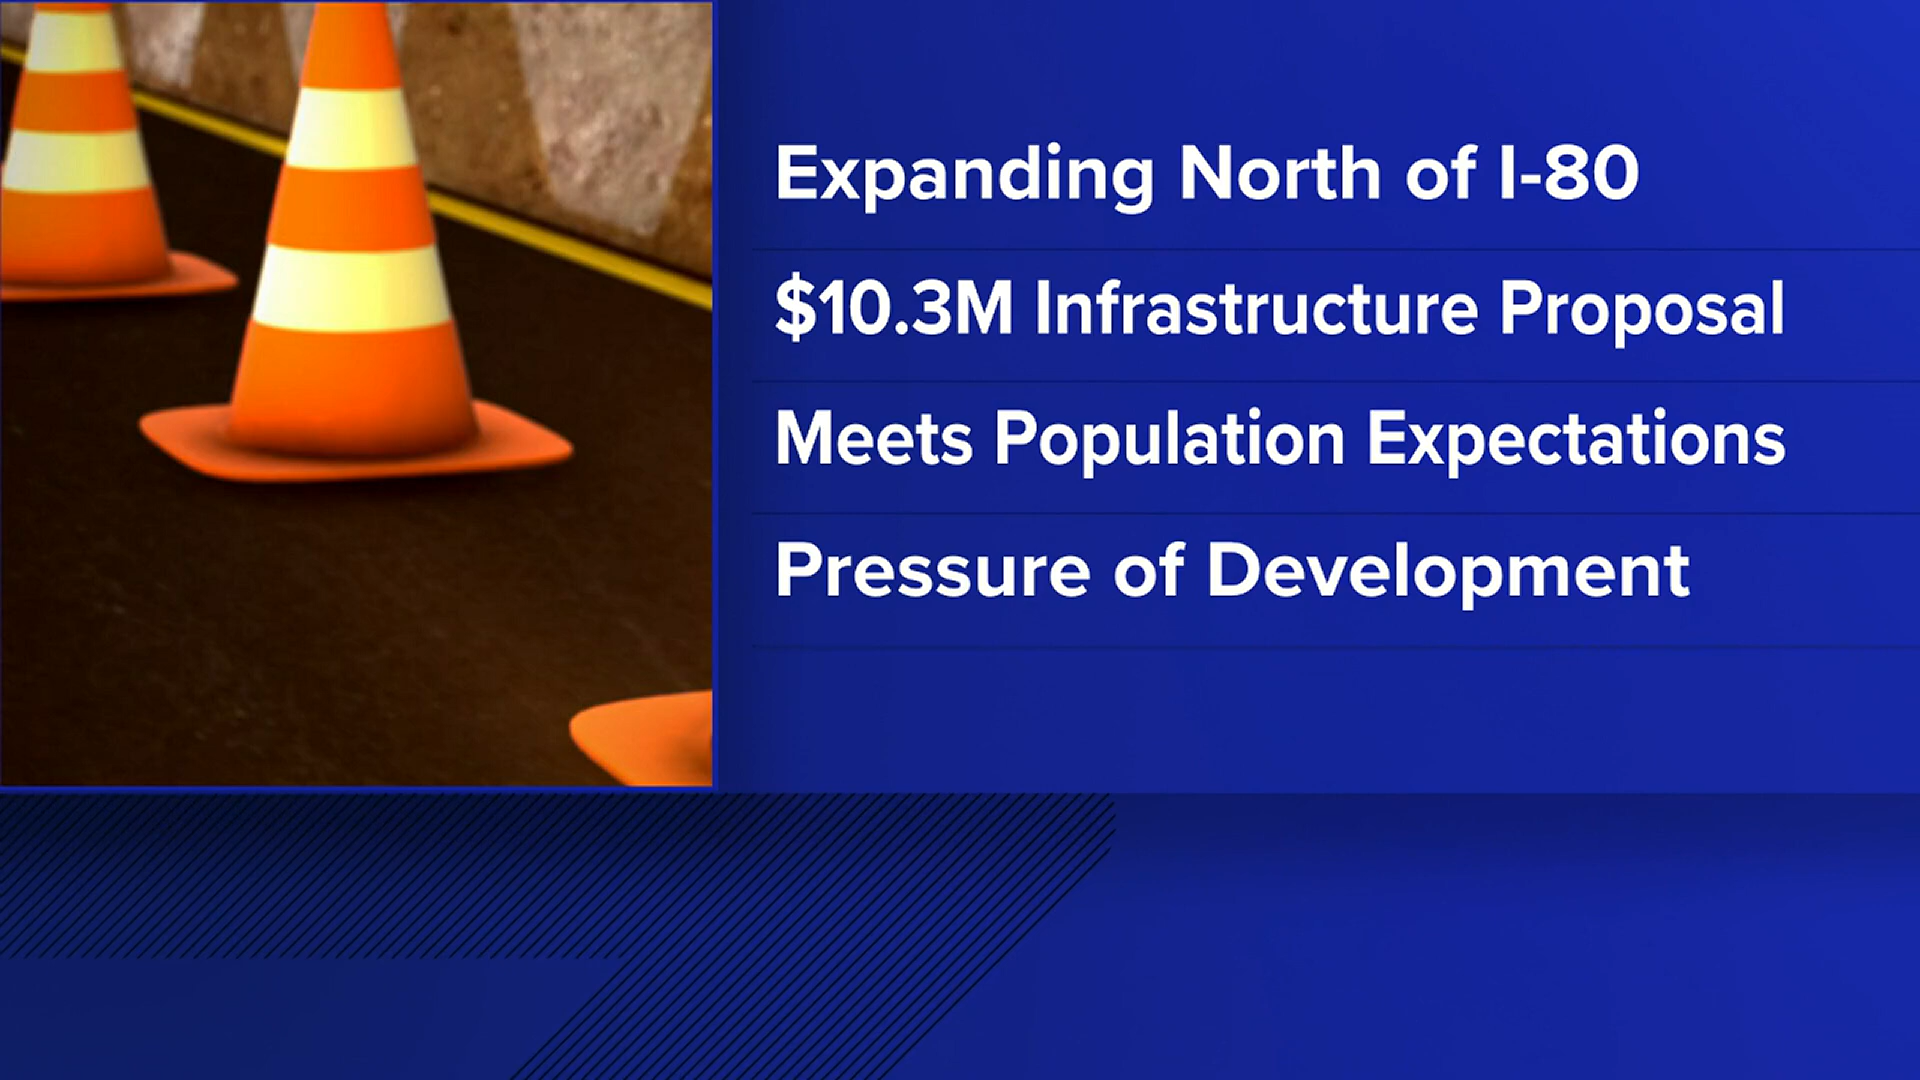 Expanding North of I-80
$10.3M Infrastructure Proposal
Meets Population Expectations
Pressure of Development